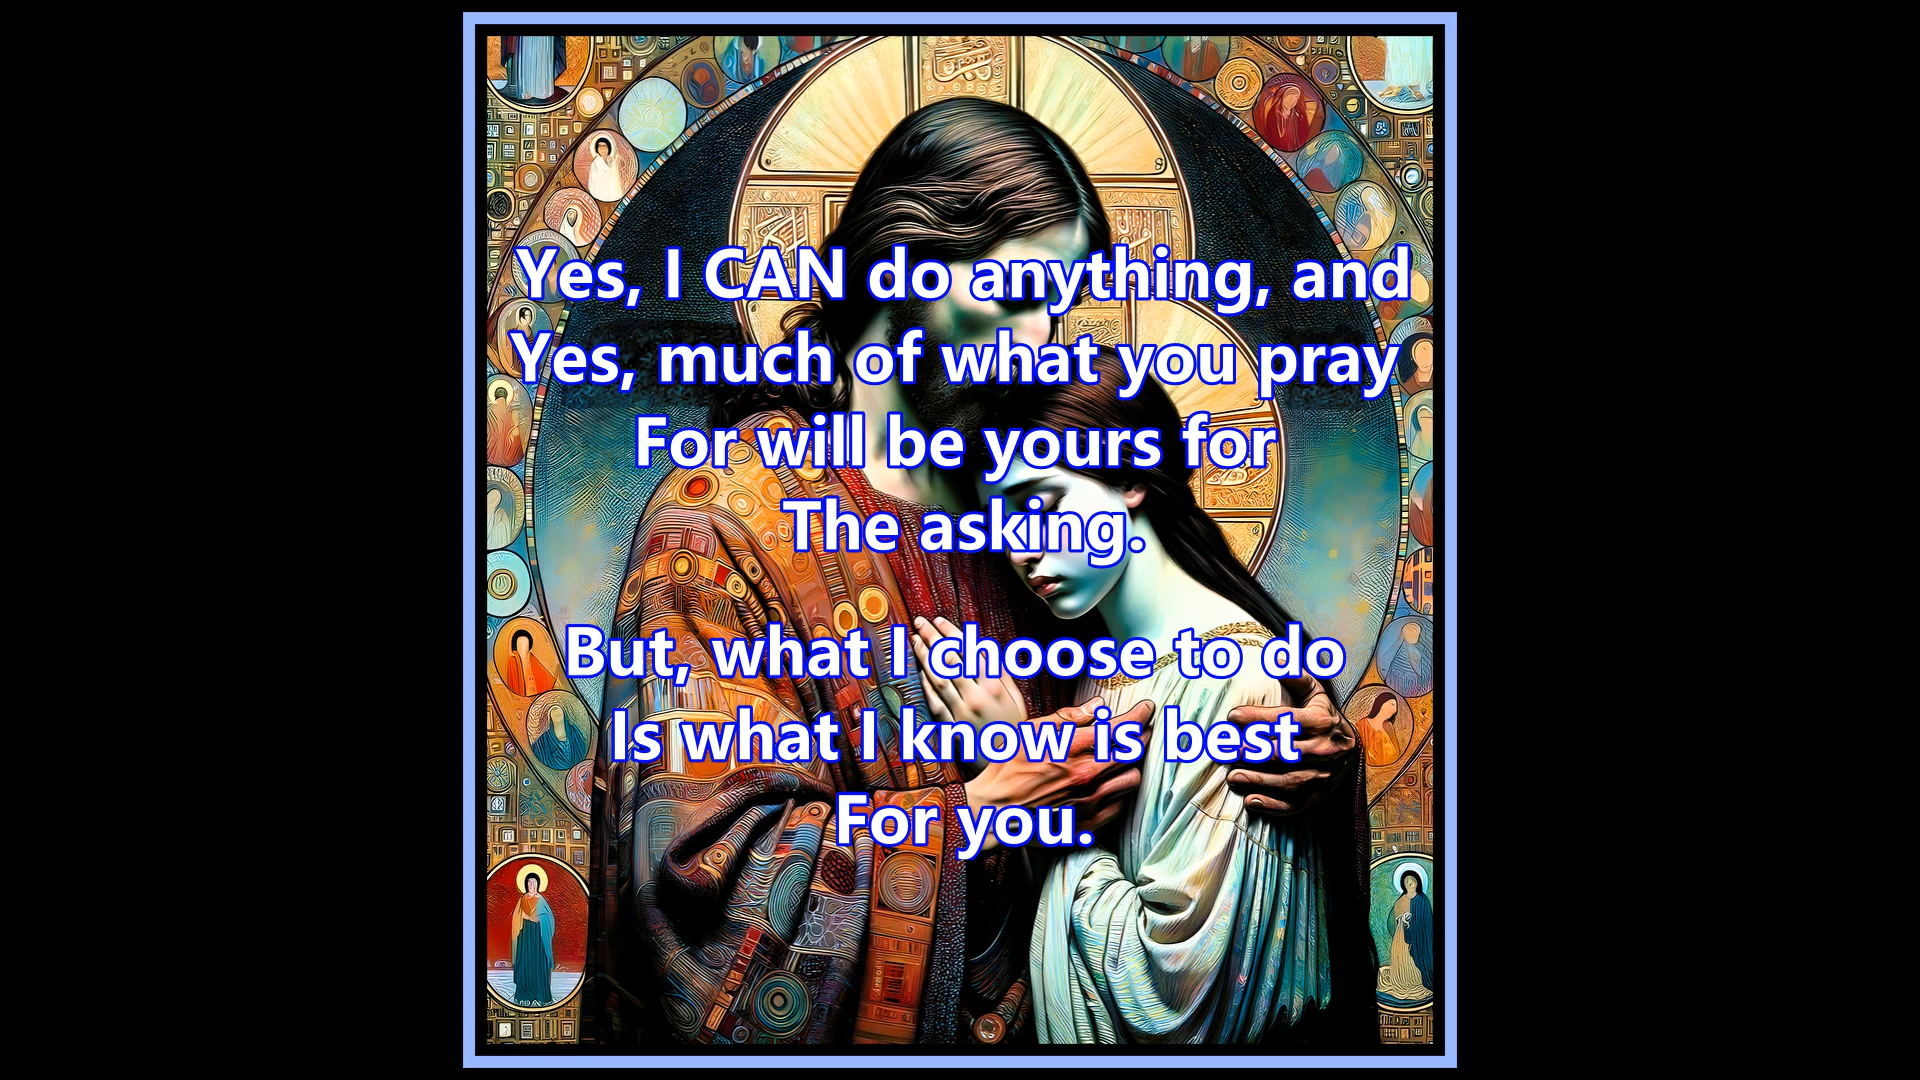 Yes, I CAN do anything, and
Yes, much of what you pray
For will be yours for
The asking.
But, what I choose to do
Is what I know is best
For you.